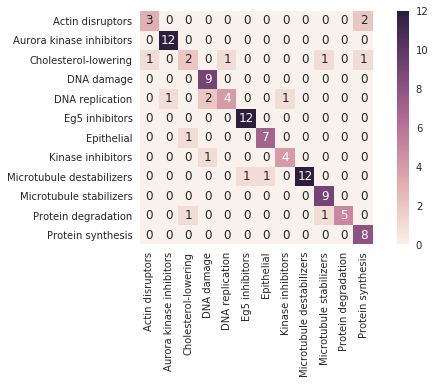 Actin disruptors 3 0 0 0 0 0 0 0 0 0 0 2
Aurora kinase inhibitors 0 12 0 0 0 0 0 0 0 0 0 0
Cholesterol-lowering 1 0 2 0 1 0 0 0 0 1 0 1
DNA damage 0 0 0 9 0 0 0 0 0 0 0 0
DNA replication 0 1 0 2 4 0 0 1 0 0 0 0
Eg5 inhibitors 0 0 0 0 0 12 0 0 0 0 0 0
Epithelial 0 0 1 0 0 0 7 0 0 0 0 0
Kinase inhibitors 0 0 0 1 0 0 0 4 0 0 0 0
Microtubule destabilizers 0 0 0 0 0 1 1 0 12 0 0 0
Microtubule stabilizers 0 0 0 0 0 0 0 0 0 9 0 0
Protein degradation 0 0 1 0 0 0 0 0 0 1 5 0
Protein synthesis 0 0 0 0 0 0 0 0 0 0 0 8
Actin disruptors
Aurora kinase inhibitors
Cholesterol-lowering
DNA damage
DNA replication
Eg5 inhibitors
Epithelial
Kinase inhibitors
Microtubule destabilizers
Microtubule stabilizers
Protein degradation
Protein synthesis
12
10
8
6
4
2
0